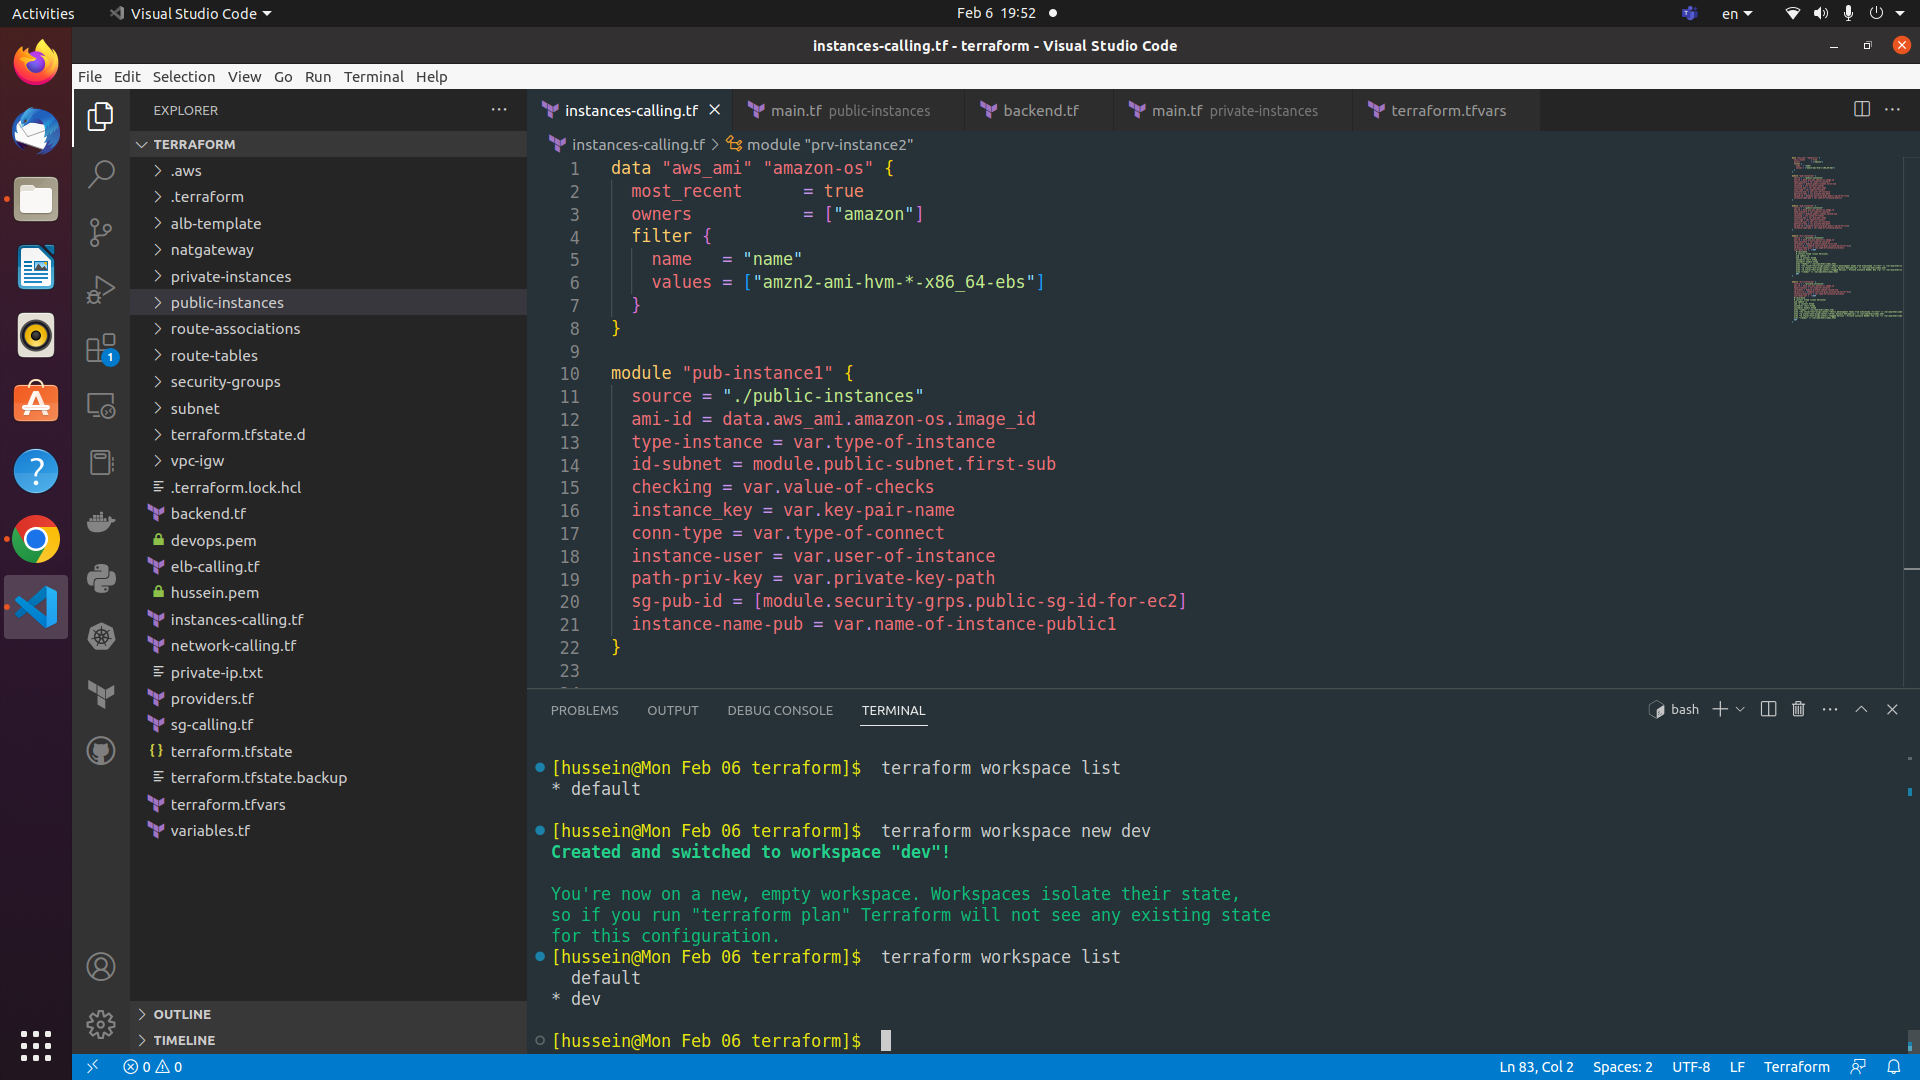 Activities
Visual Studio Code
Feb 6 19:52
en
instances-calling.tf - terraform - Visual Studio Code
File Edit Selection View Go Run Terminal Help
EXPLORER
TERRAFORM
.aws
.terraform
alb-template
natgateway
private-instances
public-instances
route-associations
route-tables
security-groups
subnet
terraform.tfstate.d
vpc-igw
.terraform.lock.hcl
backend.tf
devops.pem
elb-calling.tf
hussein.pem
instances-calling.tf
network-calling.tf
private-ip.txt
providers.tf
sg-calling.tf
terraform.tfstate
terraform.tfstate.backup
terraform.tfvars
variables.tf
OUTLINE
TIMELINE
1
instances-calling.tf
main.tf public-instances
backend.tf
main.tf private-instances
terraform.tfvars
instances-calling.tf > module "prv-instance2"
1 data "aws_ami" "amazon-os" {
2 most_recent = true
3 owners = ["amazon"]
4 filter {
5 name = "name"
6 values = ["amzn2-ami-hvm-*-x86_64-ebs"]
7 }
8 }
9
10 module "pub-instance1" {
11 source = "./public-instances"
12 ami-id = data.aws_ami.amazon-os.image_id
13 type-instance = var.type-of-instance
14 id-subnet = module.public-subnet.first-sub
15 checking = var.value-of-checks
16 instance_key = var.key-pair-name
17 conn-type = var.type-of-connect
18 instance-user = var.user-of-instance
19 path-priv-key = var.private-key-path
20 sg-pub-id = [module.security-grps.public-sg-id-for-ec2]
21 instance-name-pub = var.name-of-instance-public1
22 }
23
PROBLEMS OUTPUT DEBUG CONSOLE TERMINAL
bash
[hussein@Mon Feb 06 terraform]$ terraform workspace list
* default
[hussein@Mon Feb 06 terraform]$ terraform workspace new dev
Created and switched to workspace "dev"!
You're now on a new, empty workspace. Workspaces isolate their state,
so if you run "terraform plan" Terraform will not see any existing state
for this configuration.
[hussein@Mon Feb 06 terraform]$ terraform workspace list
default
* dev
[hussein@Mon Feb 06 terraform]$
0 0
Ln 83, Col 2
Spaces: 2
UTF-8
LF
Terraform